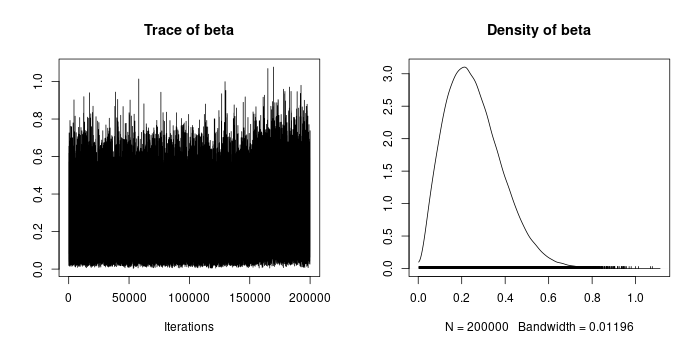 Trace of beta
1.0
0.8
0.6
0.4
0.2
0.0
0 50000 100000 150000 200000
Iterations
Density of beta
3.0
2.5
2.0
1.5
1.0
0.5
0.0
0.0 0.2 0.4 0.6 0.8 1.0
N = 200000 Bandwidth = 0.01196